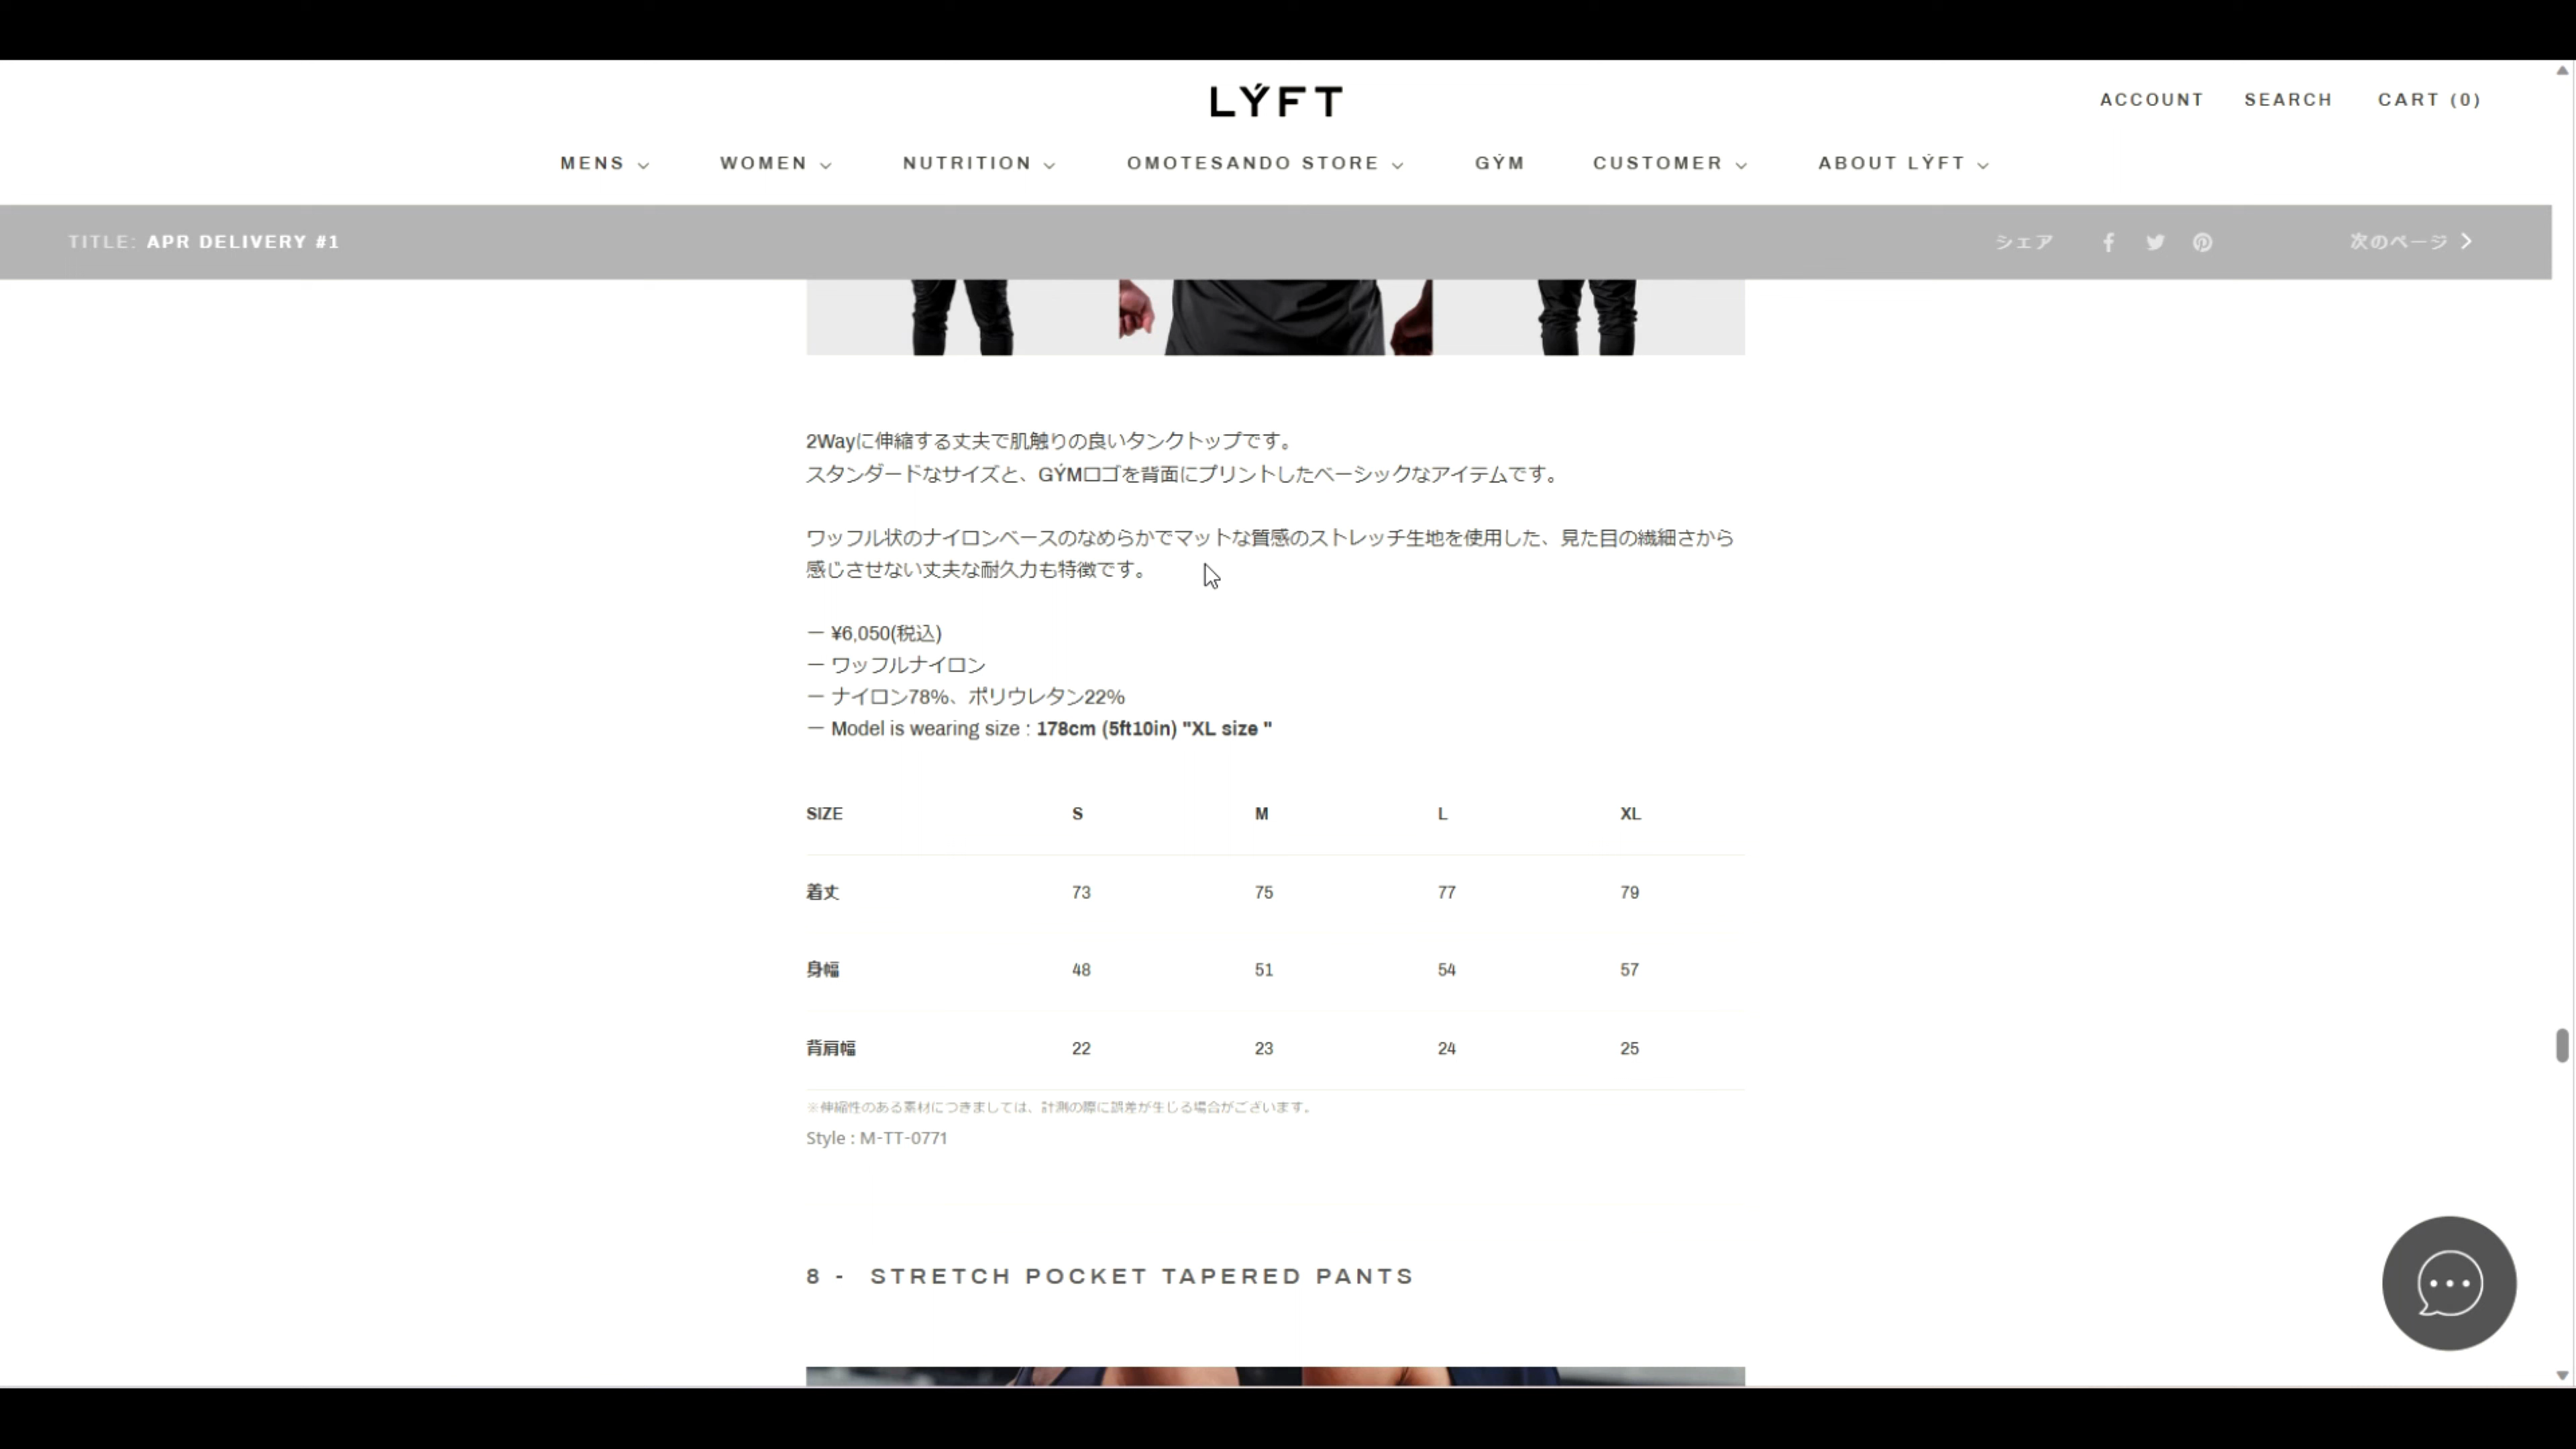 LÝFT
ACCOUNT SEARCH CART (0)
MENS WOMEN NUTRITION OMOTESANDO STORE GÝM CUSTOMER ABOUT LÝFT
TITLE: APR DELIVERY #1 シェア 次のページ
2Wayに伸縮する丈夫で肌触りの良いタンクトップです。
スタンダードなサイズと、GÝMロゴを背面にプリントしたベーシックなアイテムです。
ワッフル状のナイロンベースのなめらかでマットな質感のストレッチ生地を使用した、見た目の繊細さから
感じさせない丈夫な耐久力も特徴です。
— ¥6,050(税込)
— ワッフルナイロン
— ナイロン78%、ポリウレタン22%
— Model is wearing size : 178cm (5ft10in) "XL size "
SIZE S M L XL
着丈 73 75 77 79
身幅 48 51 54 57
背肩幅 22 23 24 25
※伸縮性のある素材につきましては、計測の際に誤差が生じる場合がございます。
Style : M-TT-0771
8 - STRETCH POCKET TAPERED PANTS